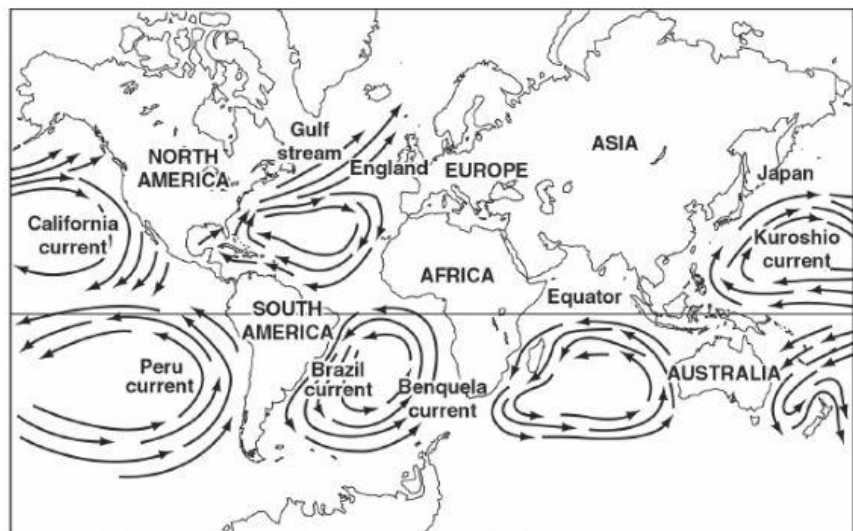 Gulf
stream
NORTH
AMERICA
England
EUROPE
ASIA
Japan
California
current
Kuroshio
current
AFRICA
Equator
SOUTH
AMERICA
Peru
current
Brazil
current
Benquela
current
AUSTRALIA